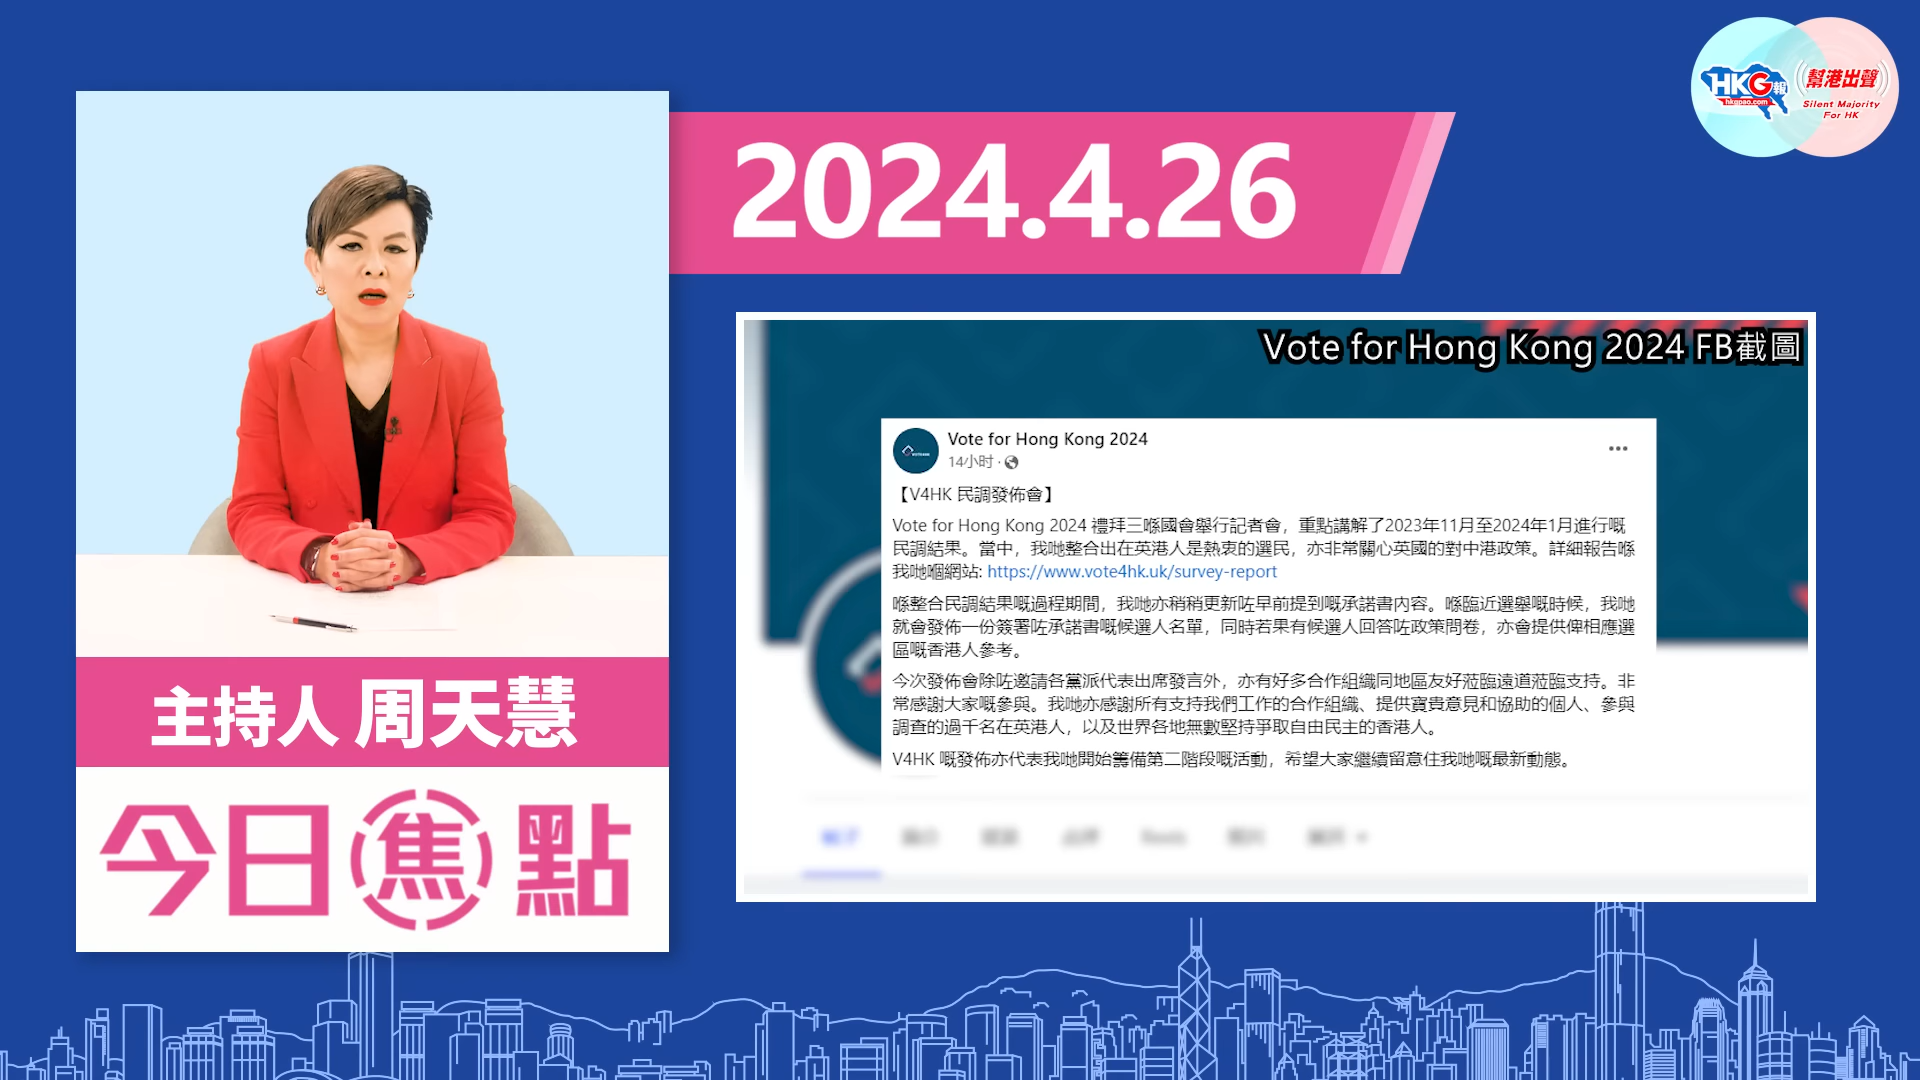 HKG報
hkgpao.com
幫港出聲
Silent Majority
For HK
2024.4.26
Vote for Hong Kong 2024 FB截圖
Vote for Hong Kong 2024
14小时
【V4HK 民調發佈會】
Vote for Hong Kong 2024 禮拜三喺國會舉行記者會，重點講解了2023年11月至2024年1月進行嘅
民調結果。當中，我哋整合出在英港人是熱衷的選民，亦非常關心英國的對中港政策。詳細報告喺
我哋嗰網站: https://www.vote4hk.uk/survey-report
喺整合民調結果嘅過程期間，我哋亦稍稍更新咗早前提到嘅承諾書內容。喺臨近選舉嘅時候，我哋
就會發佈一份簽署咗承諾書嘅候選人名單，同時若果有候選人回答咗政策問卷，亦會提供俾相應選
區嘅香港人參考。
今次發佈會除咗邀請各黨派代表出席發言外，亦有好多合作組織同地區友好蒞臨遠道蒞臨支持。非
常感謝大家嘅參與。我哋亦感謝所有支持我們工作的合作組織、提供寶貴意見和協助的個人、參與
調查的過千名在英港人，以及世界各地無數堅持爭取自由民主的香港人。
V4HK 嘅發佈亦代表我哋開始籌備第二階段嘅活動，希望大家繼續留意住我哋嘅最新動態。
主持人 周天慧
今日焦點